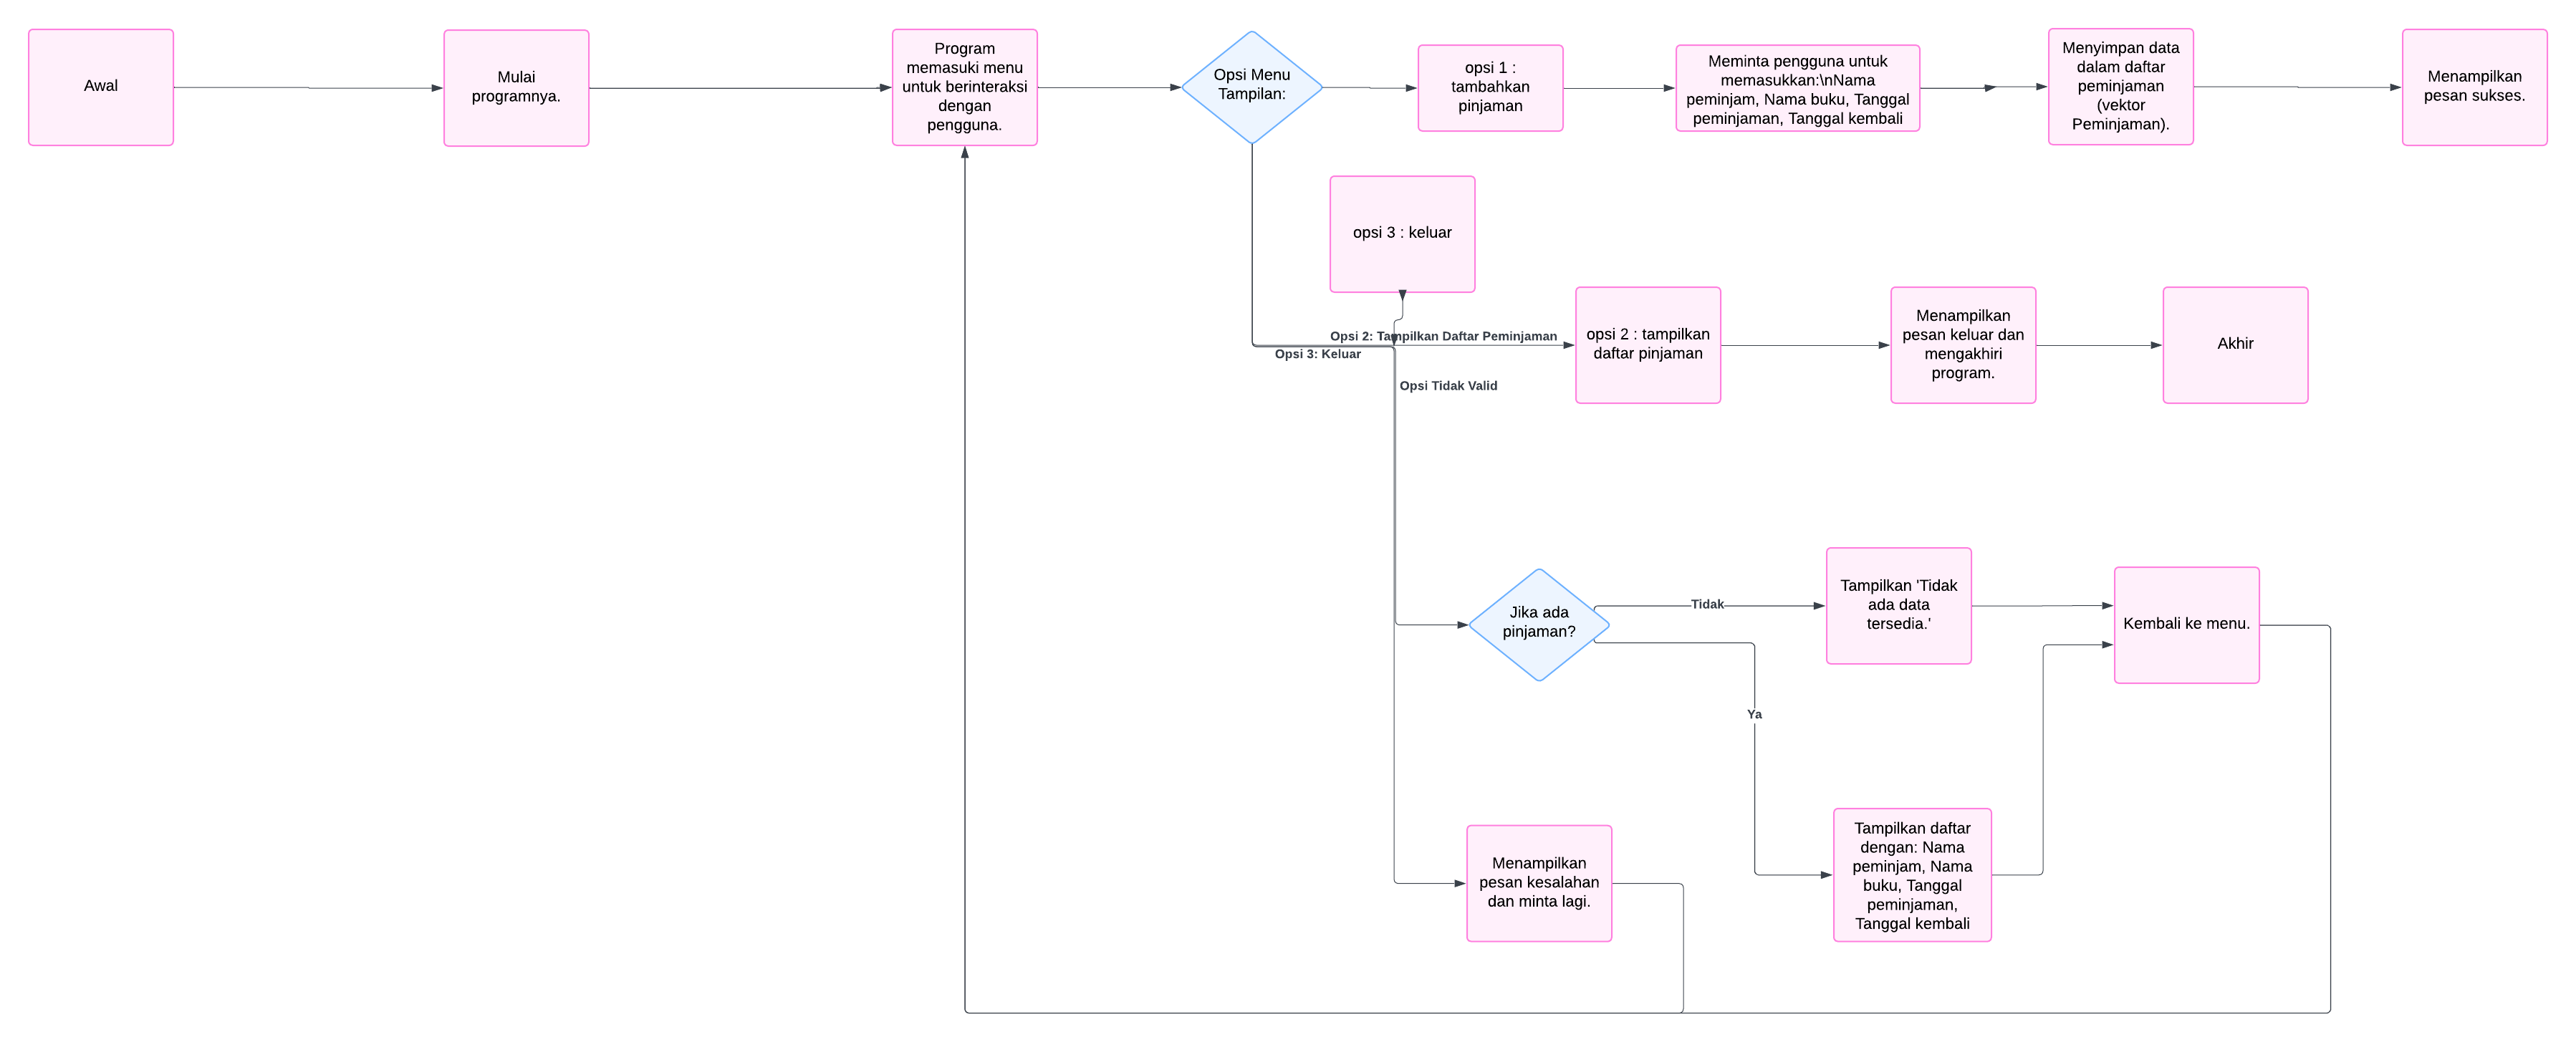 Awal
Mulai
programnya.
Program
memasuki menu
untuk berinteraksi
dengan
pengguna.
Opsi Menu
Tampilan:
opsi 1 :
tambahkan
pinjaman
Meminta pengguna untuk
memasukkan:\nNama
peminjam, Nama buku, Tanggal
peminjaman, Tanggal kembali
Menyimpan data
dalam daftar
peminjaman
(vektor
Peminjaman).
Menampilkan
pesan sukses.
opsi 3 : keluar
Opsi 2: Tampilkan Daftar Peminjaman
Opsi 3: Keluar
Opsi Tidak Valid
opsi 2 : tampilkan
daftar pinjaman
Menampilkan
pesan keluar dan
mengakhiri
program.
Akhir
Jika ada
pinjaman?
Tidak
Tampilkan 'Tidak
ada data
tersedia.'
Kembali ke menu.
Ya
Menampilkan
pesan kesalahan
dan minta lagi.
Tampilkan daftar
dengan: Nama
peminjam, Nama
buku, Tanggal
peminjaman,
Tanggal kembali